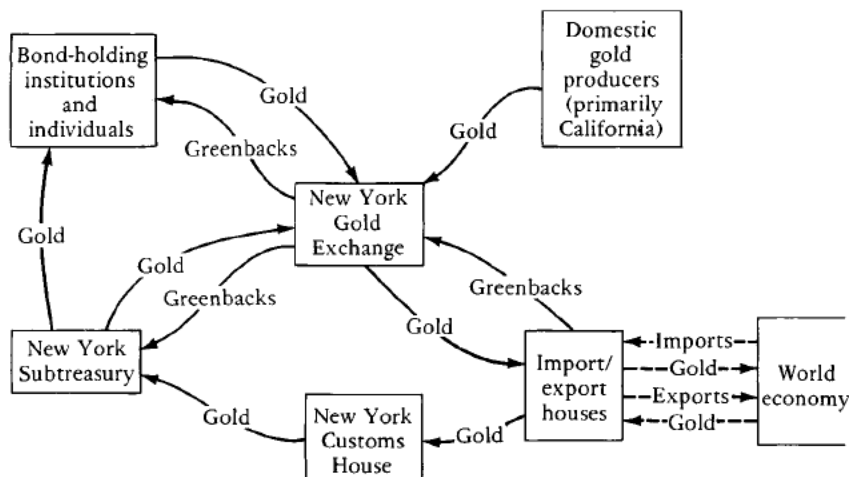 Bond-holding
institutions
and
individuals
Domestic
gold
producers
(primarily
California)
Gold
Gold
Greenbacks
New York
Gold
Exchange
Gold
Gold
Greenbacks
Greenbacks
Gold
New York
Subtreasury
Import/
export
houses
Imports
Gold
Exports
Gold
World
economy
Gold
New York
Customs
House
Gold